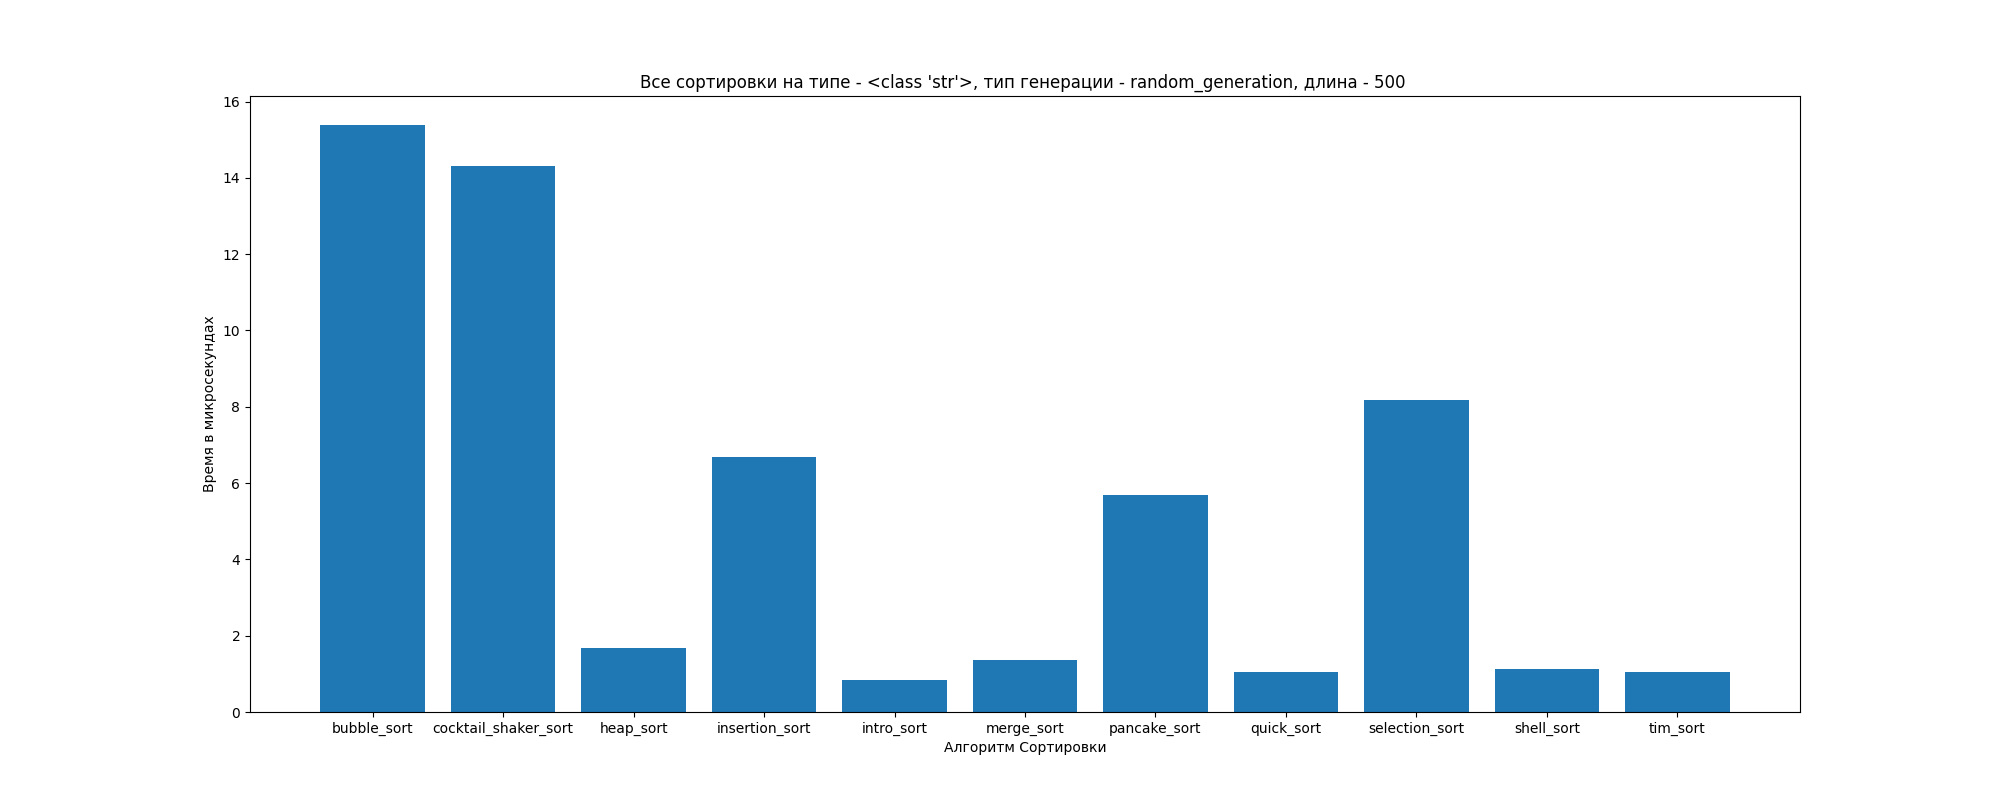 Все сортировки на типе - <class 'str'>, тип генерации - random_generation, длина - 500
16
14
12
10
8
6
4
2
0
Время в микросекундах
bubble_sort cocktail_shaker_sort heap_sort insertion_sort intro_sort merge_sort pancake_sort quick_sort selection_sort shell_sort tim_sort
Алгоритм Сортировки